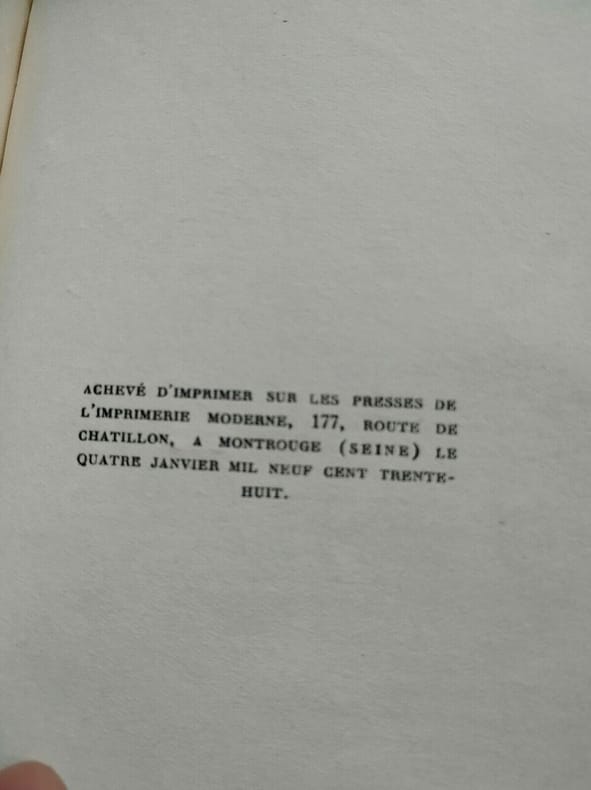 ACHEVÉ D'IMPRIMER SUR LES PRESSES DE
L'IMPRIMERIE MODERNE, 177, ROUTE DE
CHATILLON, A MONTROUGE (SEINE) LE
QUATRE JANVIER MIL NEUF CENT TRENTE-
HUIT.